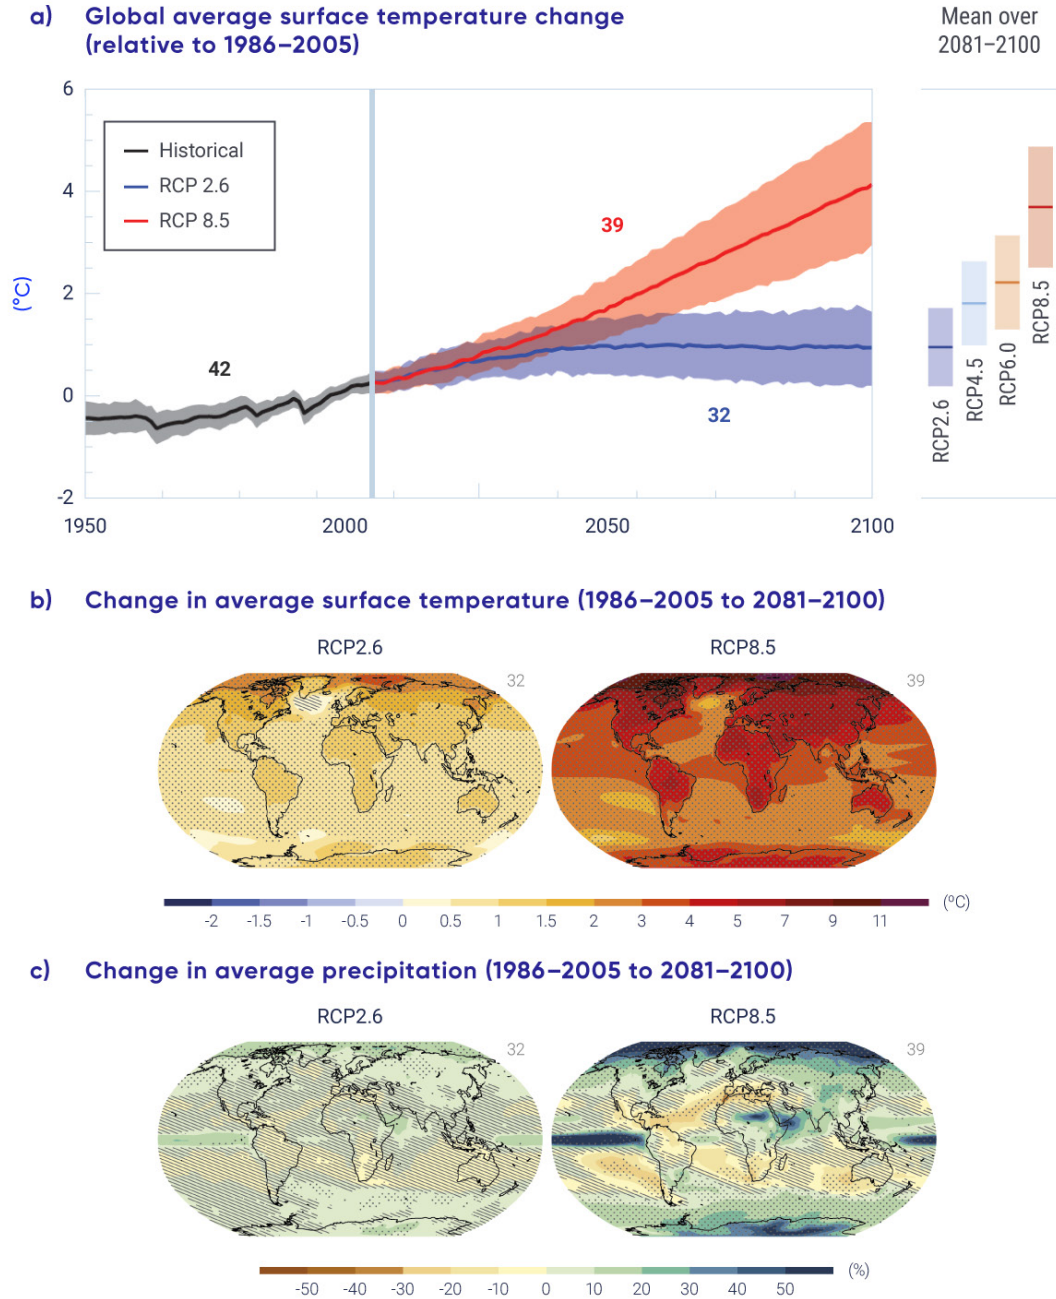 a) Global average surface temperature change
(relative to 1986–2005)
Mean over
2081–2100
6
4
2
0
-2
(°C)
Historical
RCP 2.6
RCP 8.5
42
39
32
1950
2000
2050
2100
RCP2.6
RCP4.5
RCP6.0
RCP8.5
b) Change in average surface temperature (1986–2005 to 2081–2100)
RCP2.6
RCP8.5
32
39
-2 -1.5 -1 -0.5 0 0.5 1 1.5 2 3 4 5 7 9 11 (°C)
c) Change in average precipitation (1986–2005 to 2081–2100)
RCP2.6
RCP8.5
32
39
-50 -40 -30 -20 -10 0 10 20 30 40 50 (%)